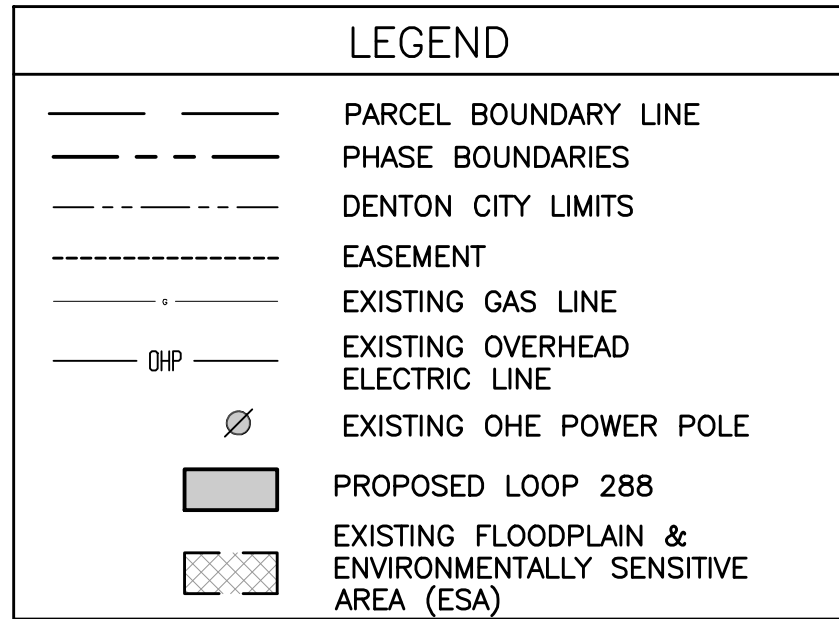 LEGEND
PARCEL BOUNDARY LINE
PHASE BOUNDARIES
DENTON CITY LIMITS
EASEMENT
G EXISTING GAS LINE
OHP EXISTING OVERHEAD
ELECTRIC LINE
EXISTING OHE POWER POLE
PROPOSED LOOP 288
EXISTING FLOODPLAIN &
ENVIRONMENTALLY SENSITIVE
AREA (ESA)